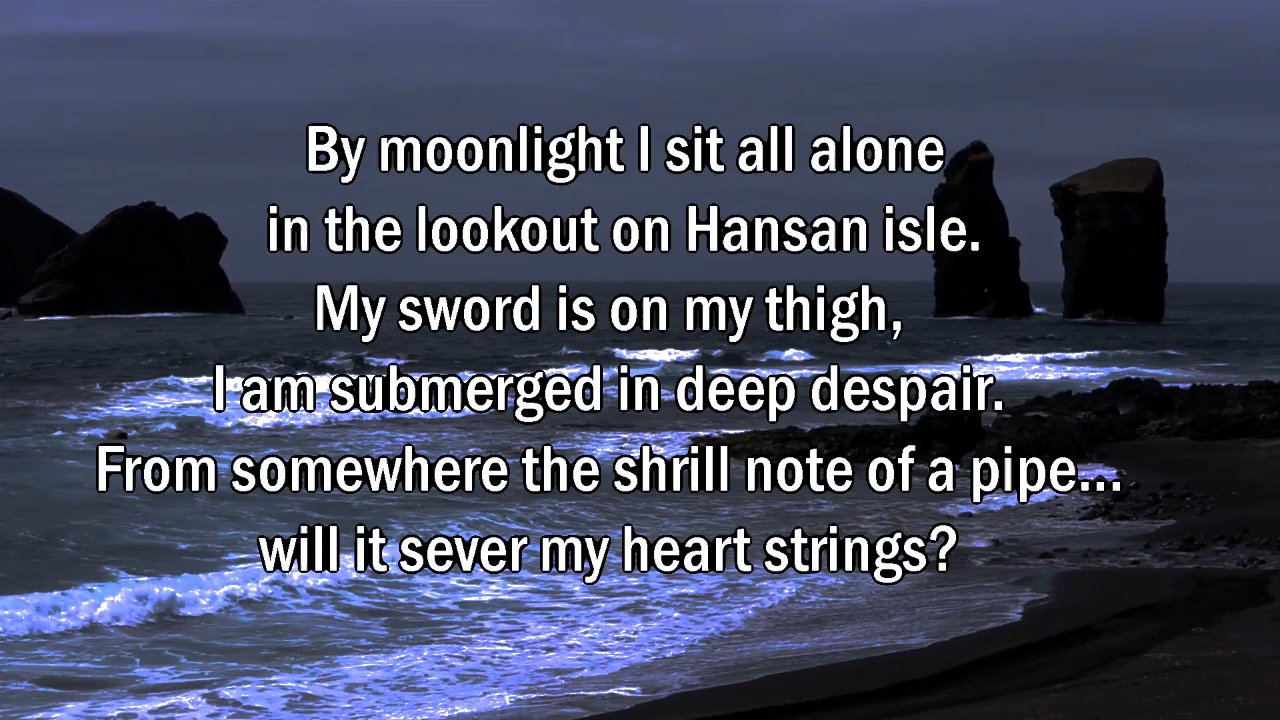 By moonlight I sit all alone
in the lookout on Hansan isle.
My sword is on my thigh,
I am submerged in deep despair.
From somewhere the shrill note of a pipe...
will it sever my heart strings?